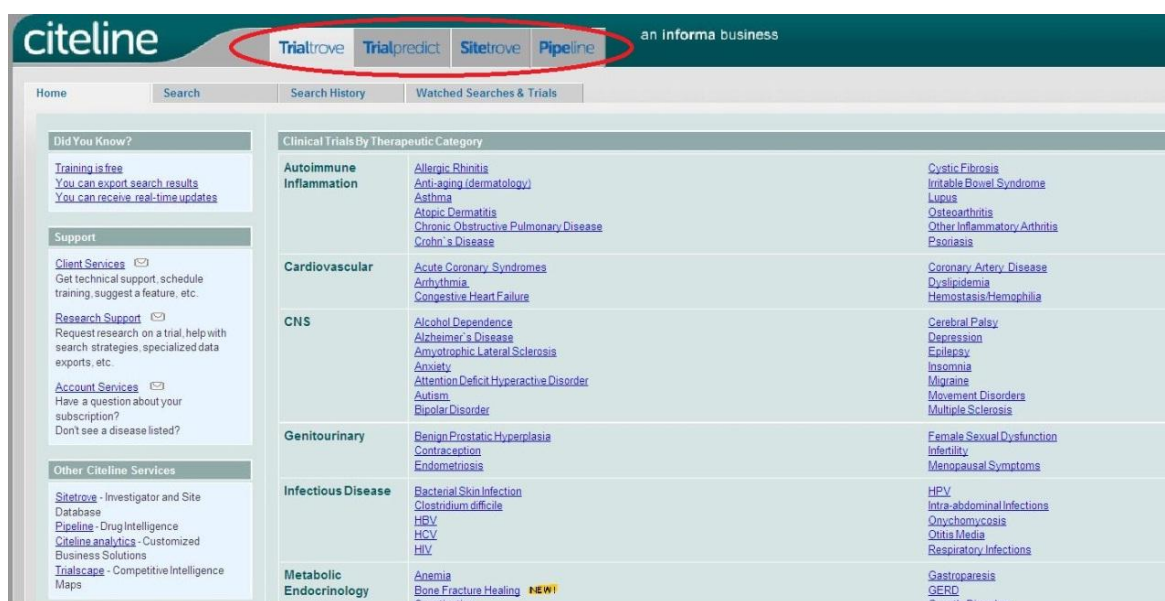 citeline
Trialtrove Trialpredict Sitetrove Pipeline
an informa business
Home Search Search History Watched Searches & Trials
Did You Know?
Training is free
You can export search results
You can receive real-time updates
Support
Client Services
Get technical support, schedule
training, suggest a feature, etc.
Research Support
Request research on a trial, help with
search strategies, specialized data
exports, etc.
Account Services
Have a question about your
subscription?
Don't see a disease listed?
Other Citeline Services
Sitetrove - Investigator and Site
Database
Pipeline - Drug Intelligence
Citeline analytics - Customized
Business Solutions
Trialscape - Competitive Intelligence
Maps
Clinical Trials By Therapeutic Category
Autoimmune
Inflammation
Allergic Rhinitis
Anti-aging (dermatology)
Asthma
Atopic Dermatitis
Chronic Obstructive Pulmonary Disease
Crohn`s Disease
Cystic Fibrosis
Irritable Bowel Syndrome
Lupus
Osteoarthritis
Other Inflammatory Arthritis
Psoriasis
Cardiovascular
Acute Coronary Syndromes
Arrhythmia
Congestive Heart Failure
Coronary Artery Disease
Dyslipidemia
Hemostasis/Hemophilia
CNS
Alcohol Dependence
Alzheimer`s Disease
Amyotrophic Lateral Sclerosis
Anxiety
Attention Deficit Hyperactive Disorder
Autism
Bipolar Disorder
Cerebral Palsy
Depression
Epilepsy
Insomnia
Migraine
Movement Disorders
Multiple Sclerosis
Genitourinary
Benign Prostatic Hyperplasia
Contraception
Endometriosis
Female Sexual Dysfunction
Infertility
Menopausal Symptoms
Infectious Disease
Bacterial Skin Infection
Clostridium difficile
HBV
HCV
HIV
HPV
Intra-abdominal Infections
Onychomycosis
Otitis Media
Respiratory Infections
Metabolic
Endocrinology
Anemia
Bone Fracture Healing NEW!
Gastroparesis
GERD